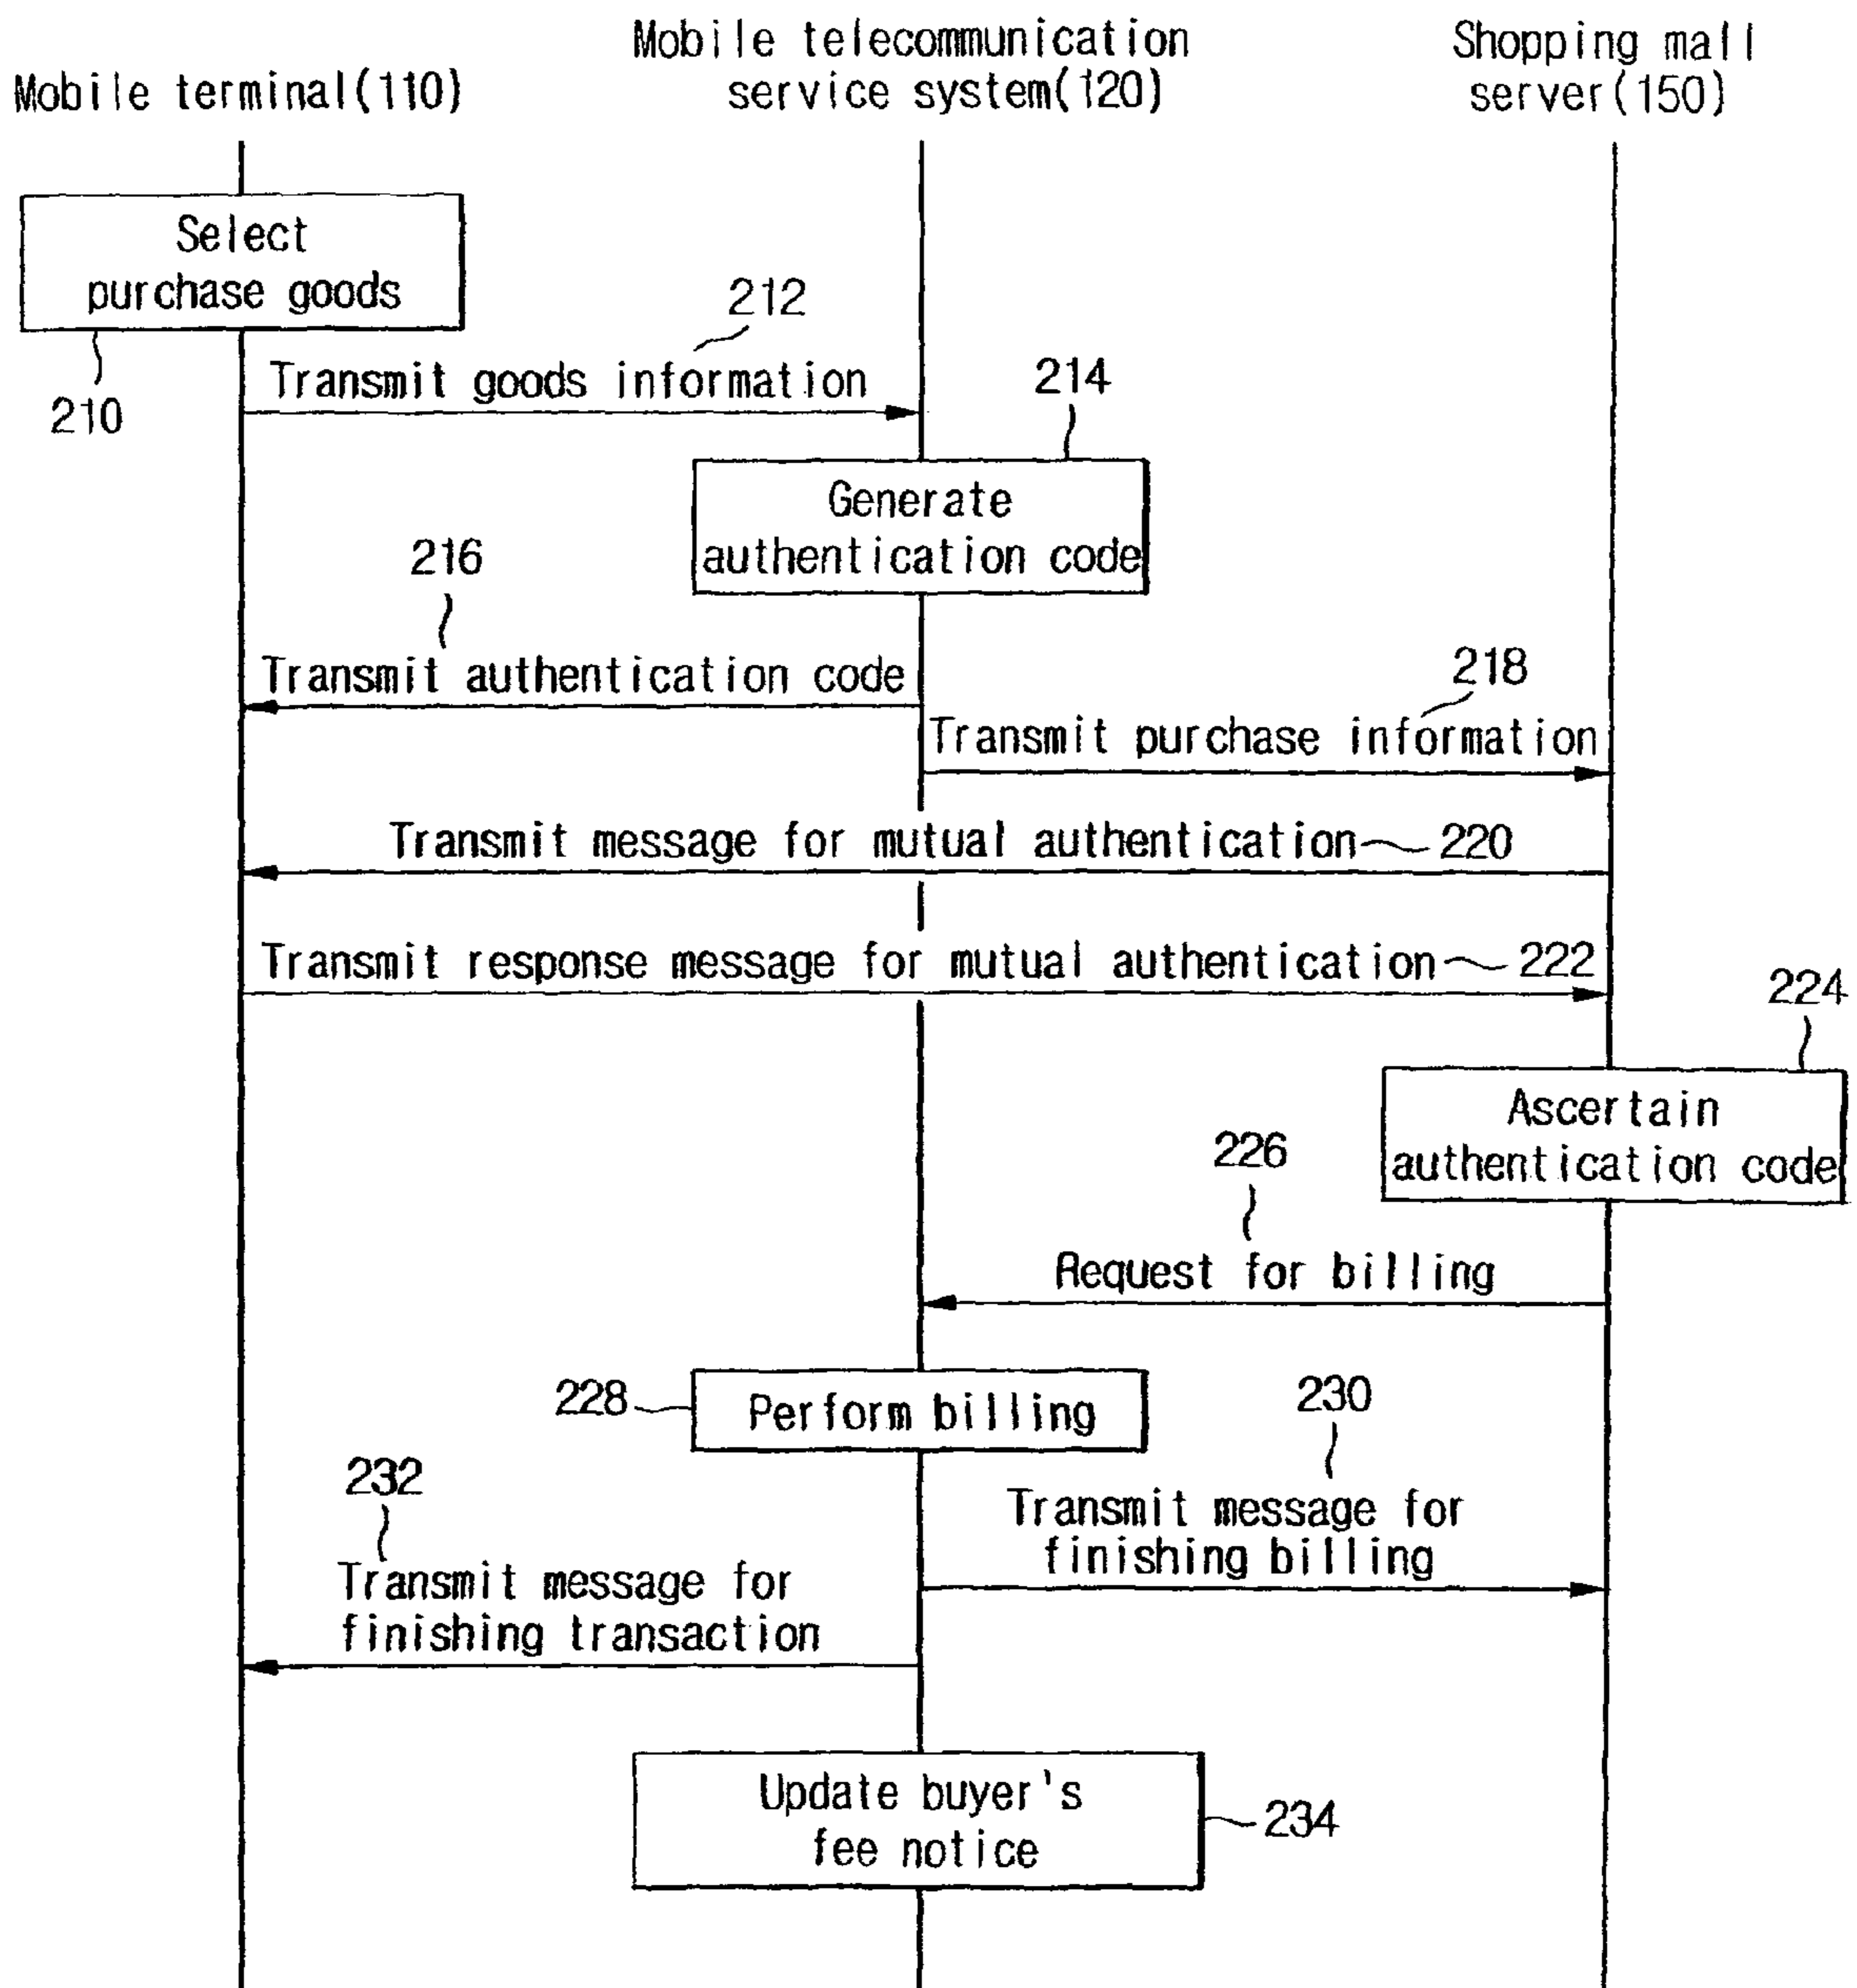 Mobile terminal(110)
Mobile telecommunication
service system(120)
Shopping mall
server(150)
Select
purchase goods
210
212
Transmit goods information
214
Generate
authentication code
216
Transmit authentication code
218
Transmit purchase information
Transmit message for mutual authentication 220
Transmit response message for mutual authentication 222
224
Ascertain
authentication code
226
Request for billing
228
Perform billing
230
Transmit message for
finishing billing
232
Transmit message for
finishing transaction
Update buyer's
fee notice
234